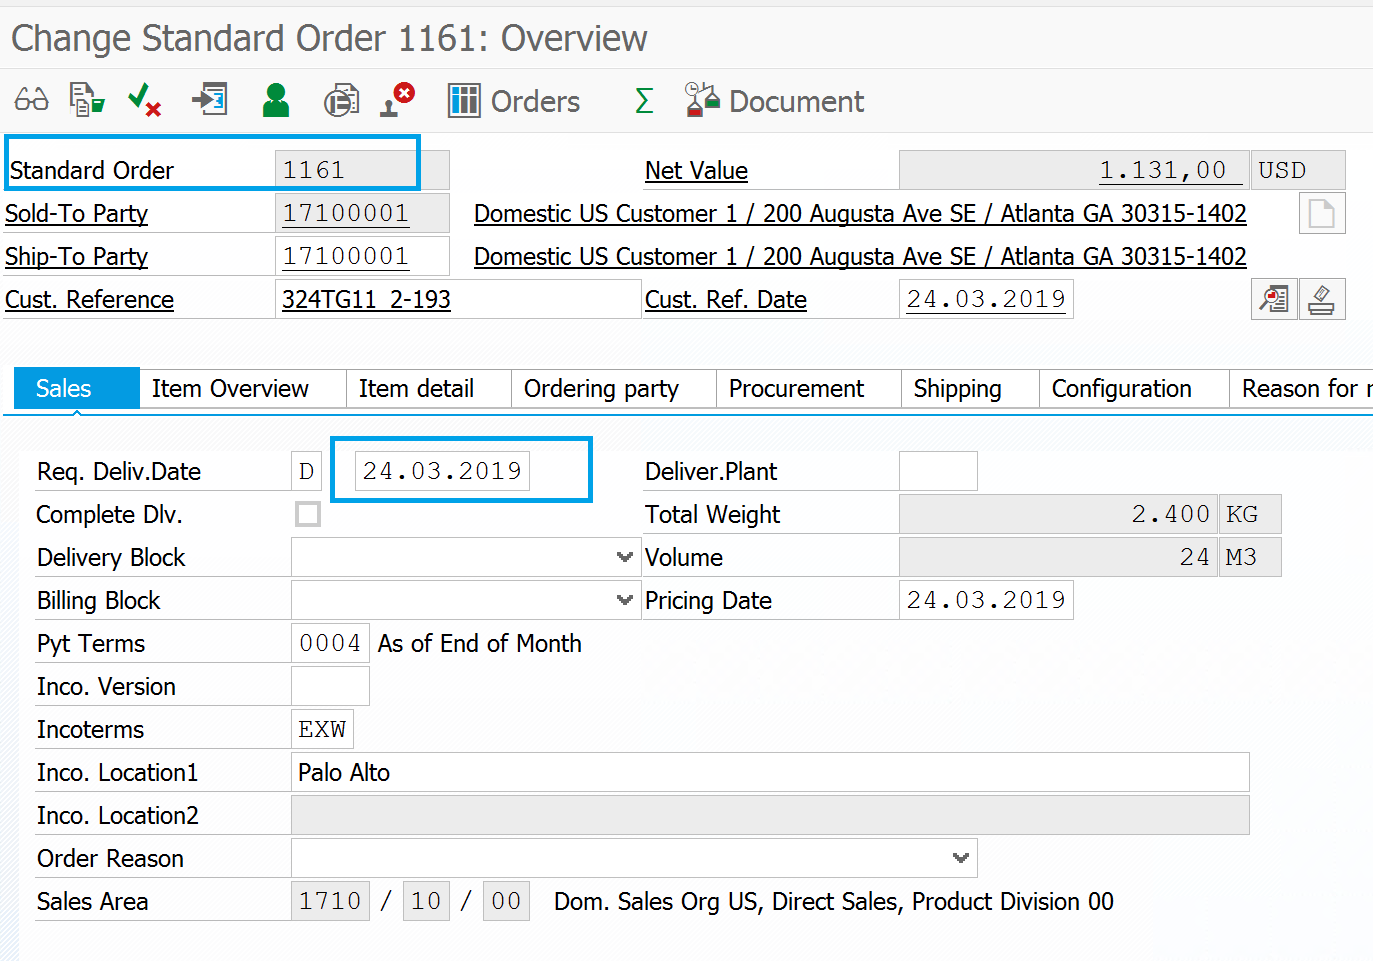 Change Standard Order 1161: Overview
Orders Σ Document
Standard Order 1161 Net Value 1.131,00 USD
Sold-To Party 17100001 Domestic US Customer 1 / 200 Augusta Ave SE / Atlanta GA 30315-1402
Ship-To Party 17100001 Domestic US Customer 1 / 200 Augusta Ave SE / Atlanta GA 30315-1402
Cust. Reference 324TG11 2-193 Cust. Ref. Date 24.03.2019
Sales Item Overview Item detail Ordering party Procurement Shipping Configuration Reason for r
Req. Deliv.Date D 24.03.2019 Deliver.Plant
Complete Dlv. Total Weight 2.400 KG
Delivery Block Volume 24 M3
Billing Block Pricing Date 24.03.2019
Pyt Terms 0004 As of End of Month
Inco. Version
Incoterms EXW
Inco. Location1 Palo Alto
Inco. Location2
Order Reason
Sales Area 1710 / 10 / 00 Dom. Sales Org US, Direct Sales, Product Division 00